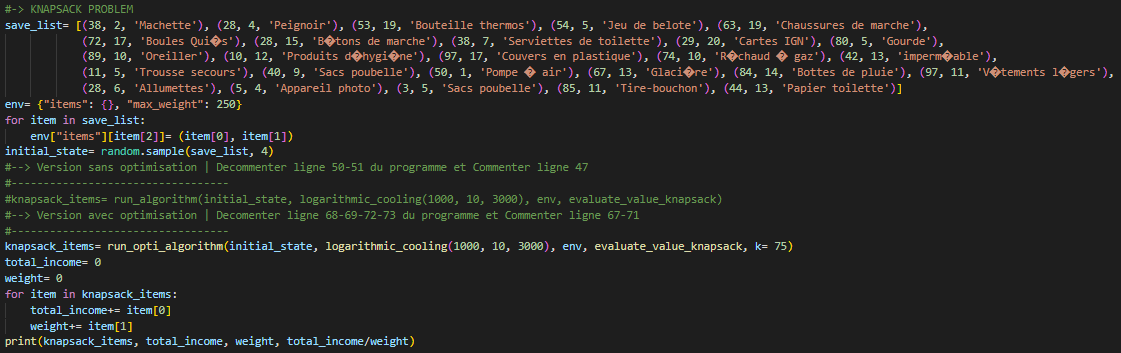 #-> KNAPSACK PROBLEM
save_list= [(38, 2, 'Machette'), (28, 4, 'Peignoir'), (53, 19, 'Bouteille thermos'), (54, 5, 'Jeu de belote'), (63, 19, 'Chaussures de marche'),
(72, 17, 'Boules Qui�s'), (28, 15, 'B�tons de marche'), (38, 7, 'Serviettes de toilette'), (29, 20, 'Cartes IGN'), (80, 5, 'Gourde'),
(89, 10, 'Oreiller'), (10, 12, 'Produits d�hygi�ne'), (97, 17, 'Couvers en plastique'), (74, 10, 'R�chaud � gaz'), (42, 13, 'imperm�able'),
(11, 5, 'Trousse secours'), (40, 9, 'Sacs poubelle'), (50, 1, 'Pompe � air'), (67, 13, 'Glaci�re'), (84, 14, 'Bottes de pluie'), (97, 11, 'V�tements l�gers'),
(28, 6, 'Allumettes'), (5, 4, 'Appareil photo'), (3, 5, 'Sacs poubelle'), (85, 11, 'Tire-bouchon'), (44, 13, 'Papier toilette')]
env= {"items": {}, "max_weight": 250}
for item in save_list:
env["items"][item[2]]= (item[0], item[1])
initial_state= random.sample(save_list, 4)
#--> Version sans optimisation | Decommenter ligne 50-51 du programme et Commenter ligne 47
#----------------------------------
#knapsack_items= run_algorithm(initial_state, logarithmic_cooling(1000, 10, 3000), env, evaluate_value_knapsack)
#--> Version avec optimisation | Decomenter ligne 68-69-72-73 du programme et Commenter ligne 67-71
#----------------------------------
knapsack_items= run_opti_algorithm(initial_state, logarithmic_cooling(1000, 10, 3000), env, evaluate_value_knapsack, k= 75)
total_income= 0
weight= 0
for item in knapsack_items:
total_income+= item[0]
weight+= item[1]
print(knapsack_items, total_income, weight, total_income/weight)